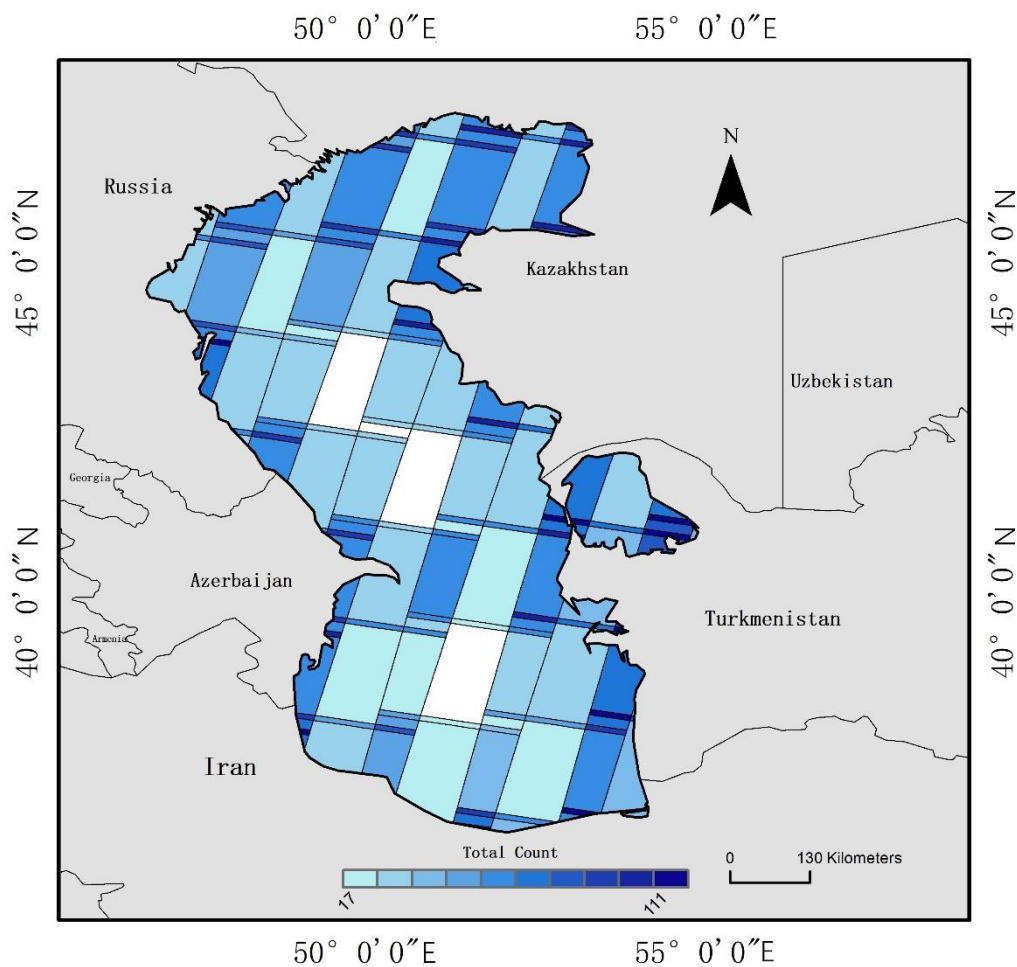 50° 0′0″E 55° 0′0″E
N
Russia
45° 0′0″N
45° 0′0″N
Kazakhstan
Uzbekistan
Georgia
Azerbaijan
Turkmenistan
Armenia
40° 0′0″N
40° 0′0″N
Iran
Total Count
17 111
0 130 Kilometers
50° 0′0″E 55° 0′0″E